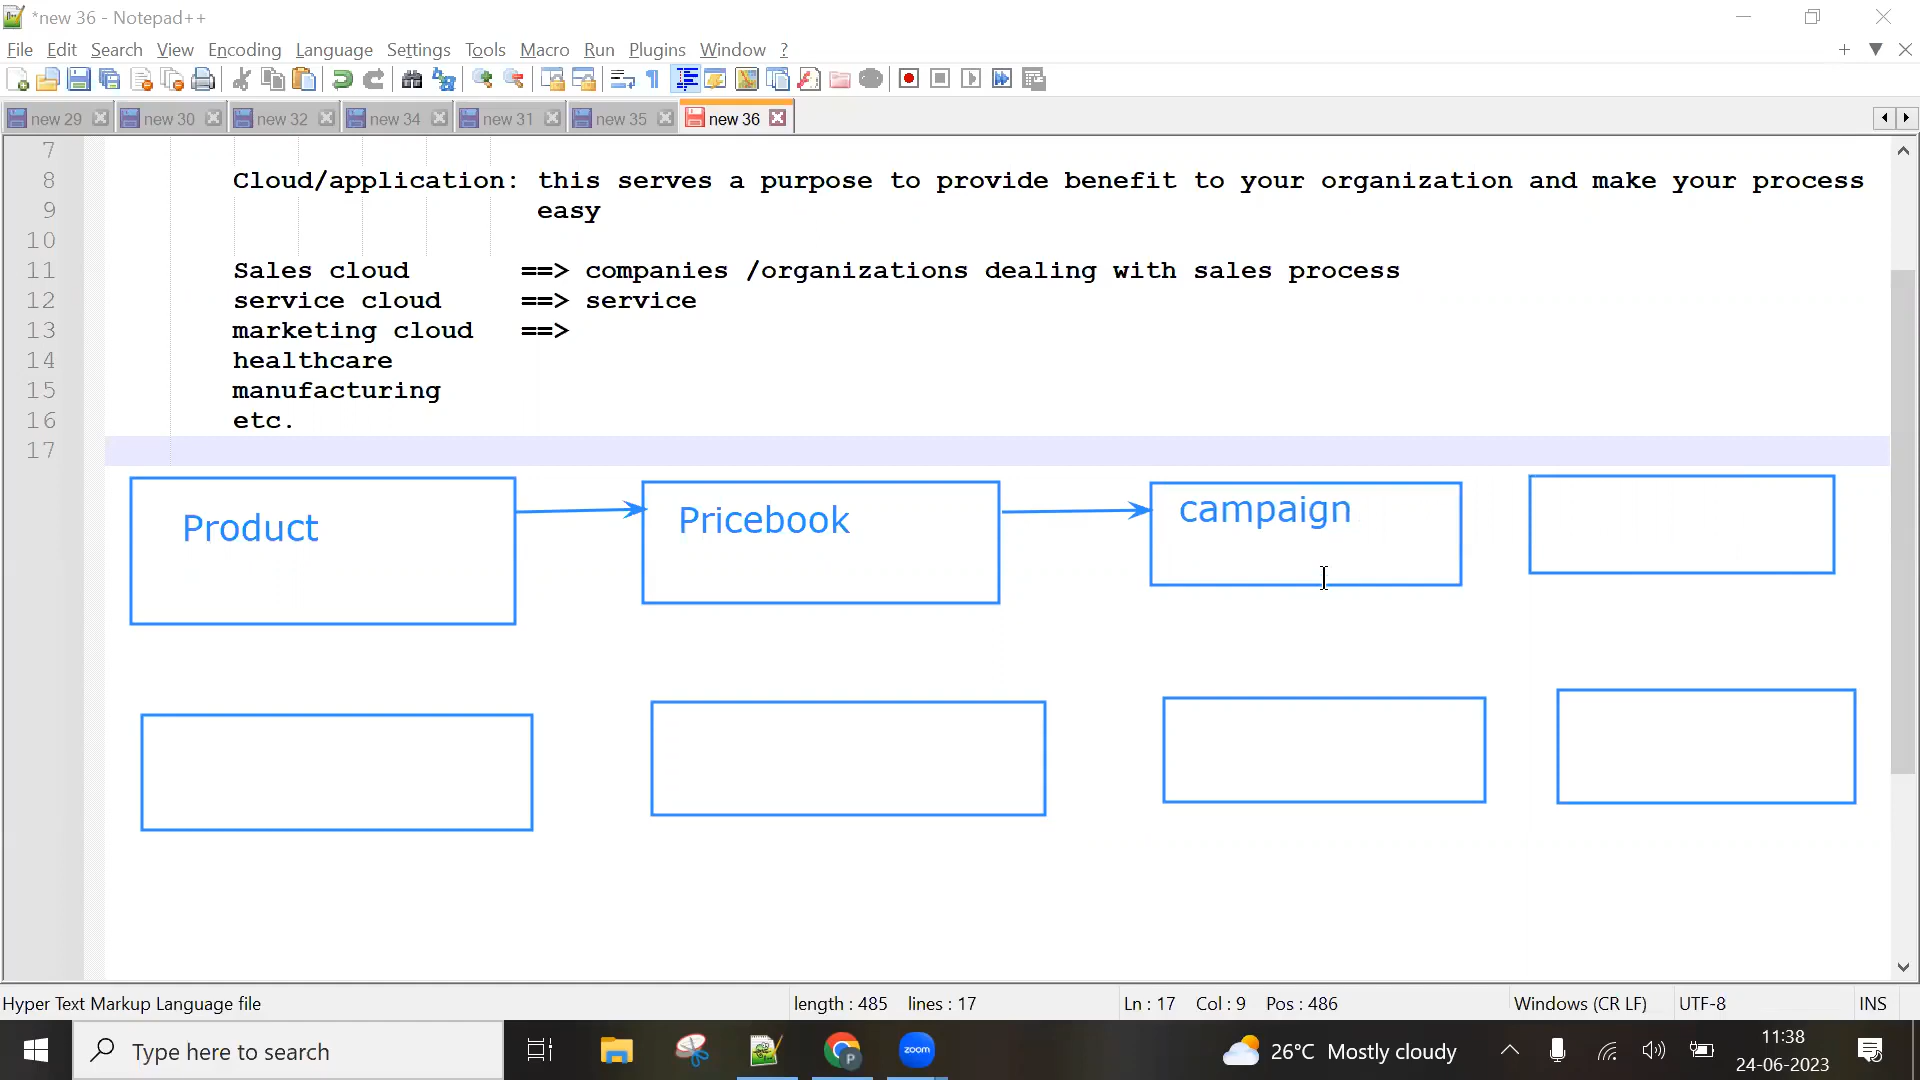 *new 36 - Notepad++
File Edit Search View Encoding Language Settings Tools Macro Run Plugins Window ?
new 29 new 30 new 32 new 34 new 31 new 35 new 36
7
8 Cloud/application: this serves a purpose to provide benefit to your organization and make your process
9 easy
10
11 Sales cloud ==> companies /organizations dealing with sales process
12 service cloud ==> service
13 marketing cloud ==>
14 healthcare
15 manufacturing
16 etc.
17
Product Pricebook campaign
Hyper Text Markup Language file length : 485 lines : 17 Ln : 17 Col : 9 Pos : 486 Windows (CR LF) UTF-8 INS
Type here to search zoom P 26°C Mostly cloudy 11:38
24-06-2023